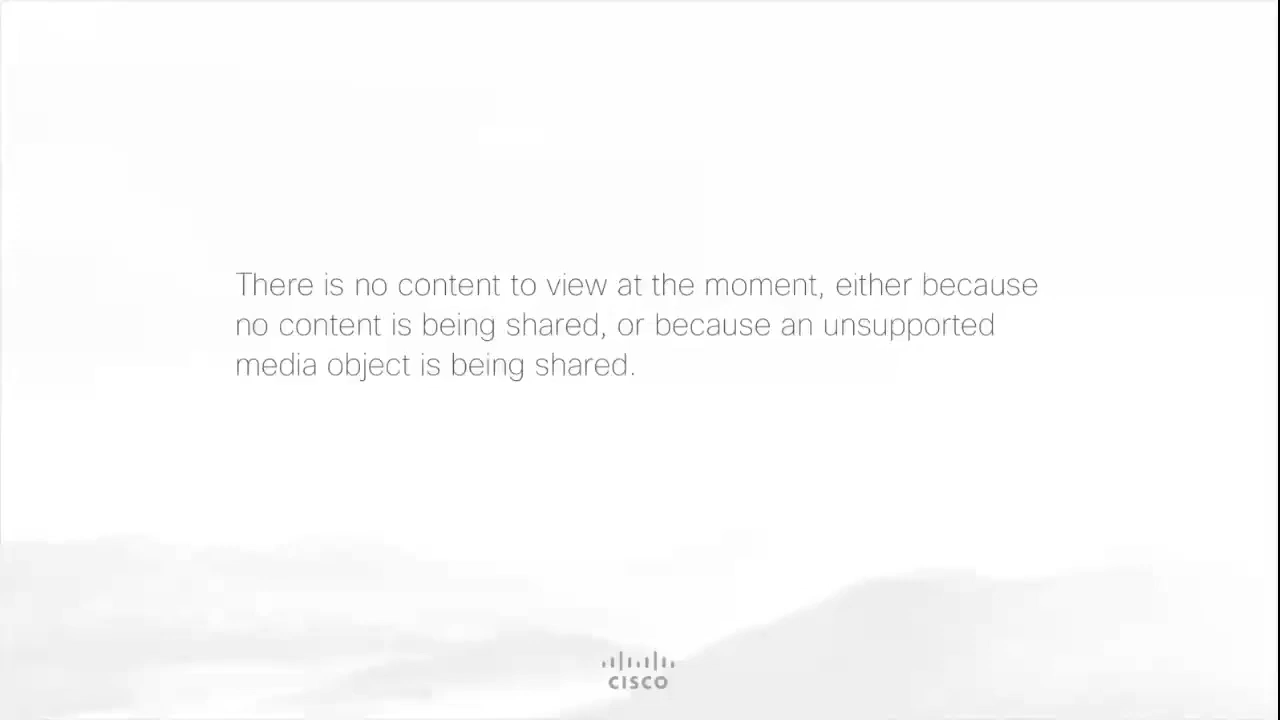 There is no content to view at the moment, either because
no content is being shared, or because an unsupported
media object is being shared.
CISCO